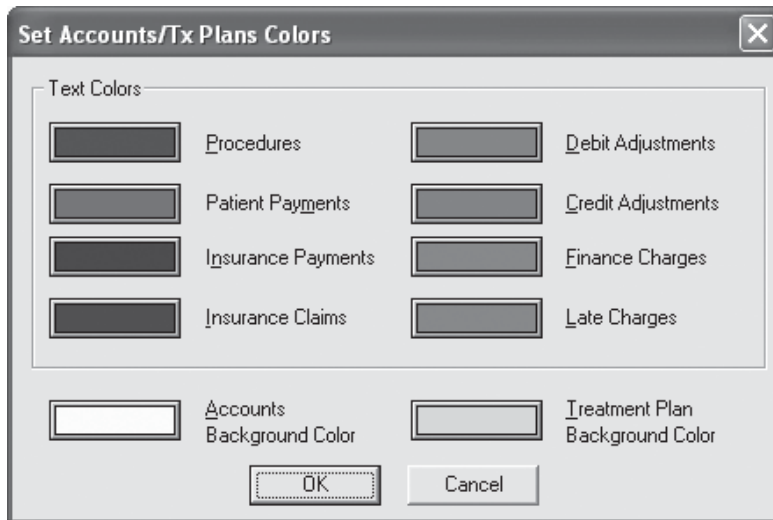 Set Accounts/Tx Plans Colors
Text Colors
Procedures
Debit Adjustments
Patient Payments
Credit Adjustments
Insurance Payments
Finance Charges
Insurance Claims
Late Charges
Accounts
Background Color
Treatment Plan
Background Color
OK
Cancel